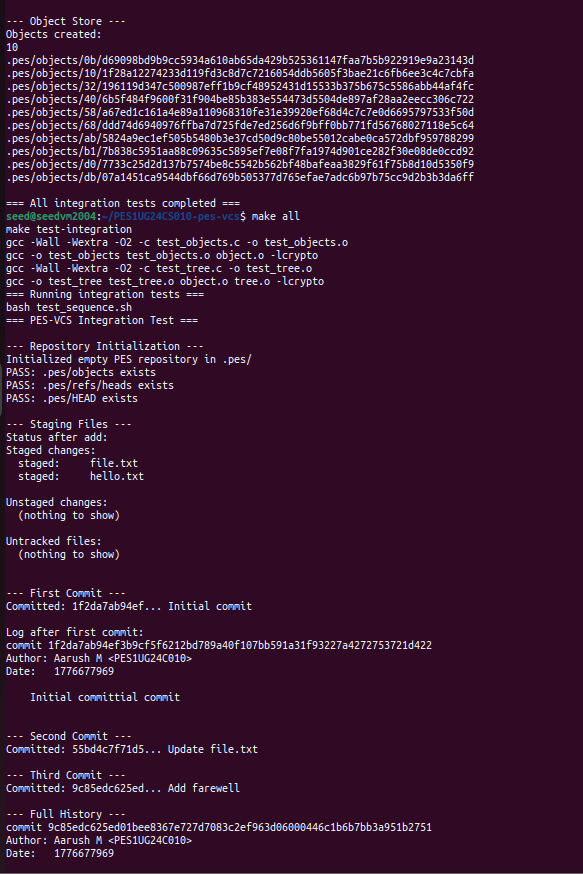 --- Object Store ---
Objects created:
10
.pes/objects/0b/d69098bd9b9cc5934a610ab65da429b525361147faa7b5b922919e9a23143d
.pes/objects/10/1f28a12274233d119fd3c8d7c7216054ddb5605f3bae21c6fb6ee3c4c7cbfa
.pes/objects/32/196119d347c500987eff1b9cf48952431d15533b375b675c5586abb44af4fc
.pes/objects/40/6b5f484f9600f31f904be85b383e554473d5504de897af28aa2eecc306c722
.pes/objects/58/a67ed1c161a4e89a110968310fe31e39920ef68d4c7c7e0d6695797533f50d
.pes/objects/68/ddd74d6940976ffba7d725fde7ed256d6f9bff0bb771fd56768027118e5c64
.pes/objects/ab/5824a9ec1ef505b5480b3e37cd50d9c80be55012cabe0ca572dbf959788299
.pes/objects/b1/7b838c5951aa88c09635c5895ef7e08f7fa1974d901ce282f30e08de0ccd92
.pes/objects/d0/7733c25d2d137b7574be8c5542b562bf48bafeaa3829f61f75b8d10d5350f9
.pes/objects/db/07a1451ca9544dbf66d769b505377d765efae7adc6b97b75cc9d2b3b3da6ff

=== All integration tests completed ===
seed@seedvm2004:~/PES1UG24CS010-pes-vcs$ make all
make test-integration
gcc -Wall -Wextra -O2 -c test_objects.c -o test_objects.o
gcc -o test_objects test_objects.o object.o -lcrypto
gcc -Wall -Wextra -O2 -c test_tree.c -o test_tree.o
gcc -o test_tree test_tree.o object.o tree.o -lcrypto
=== Running integration tests ===
bash test_sequence.sh
=== PES-VCS Integration Test ===

--- Repository Initialization ---
Initialized empty PES repository in .pes/
PASS: .pes/objects exists
PASS: .pes/refs/heads exists
PASS: .pes/HEAD exists

--- Staging Files ---
Status after add:
Staged changes:
  staged:     file.txt
  staged:     hello.txt

Unstaged changes:
  (nothing to show)

Untracked files:
  (nothing to show)

--- First Commit ---
Committed: 1f2da7ab94ef... Initial commit

Log after first commit:
commit 1f2da7ab94ef3b9cf5f6212bd789a40f107bb591a31f93227a4272753721d422
Author: Aarush M <PES1UG24C010>
Date:   1776677969

    Initial committial commit

--- Second Commit ---
Committed: 55bd4c7f71d5... Update file.txt

--- Third Commit ---
Committed: 9c85edc625ed... Add farewell

--- Full History ---
commit 9c85edc625ed01bee8367e727d7083c2ef963d06000446c1b6b7bb3a951b2751
Author: Aarush M <PES1UG24C010>
Date:   1776677969